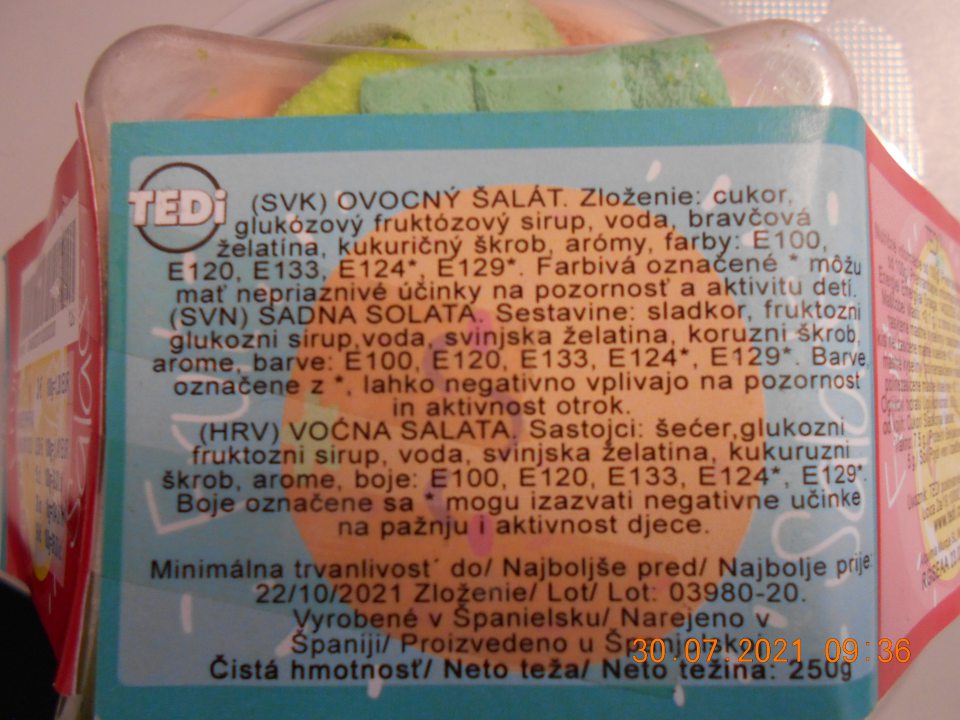 TEDi
(SVK) OVOCNÝ ŠALÁT. Zloženie: cukor,
glukózový fruktózový sirup, voda, bravčová
želatína, kukuričný škrob, arómy, farby: E100,
E120, E133, E124*, E129*. Farbivá označené * môžu
mať nepriaznivé účinky na pozornosť a aktivitu detí.
(SVN) SADNA SOLATA. Sestavine: sladkor, fruktozni
glukozni sirup,voda, svinjska želatina, koruzni škrob,
arome, barve: E100, E120, E133, E124*, E129*. Barve,
označene z *, lahko negativno vplivajo na pozornost
in aktivnost otrok.
(HRV) VOĆNA SALATA. Sastojci: šećer,glukozni
fruktozni sirup, voda, svinjska želatina, kukuruzni
škrob, arome, boje: E100, E120, E133, E124*, E129*.
Boje označene sa * mogu izazvati negativne učinke
na pažnju i aktivnost djece.
Minimálna trvanlivosť do/ Najboljše pred/ Najbolje prije:
22/10/2021 Zloženie/ Lot/ Lot: 03980-20.
Vyrobené v Španielsku/ Narejeno v
Španiji/ Proizvedeno u Španjolskoj
Čistá hmotnosť/ Neto teža/ Neto težina: 250g
30.07.2021 09:36